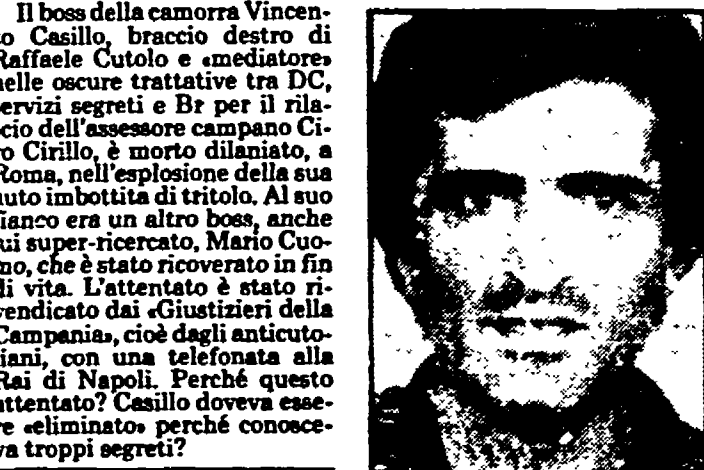 Il boss della camorra Vincen-
to Casillo, braccio destro di
Raffaele Cutolo e «mediatore»
nelle oscure trattative tra DC,
servizi segreti e Br per il rila-
scio dell'assessore campano Ci-
ro Cirillo, è morto dilaniato, a
Roma, nell'esplosione della sua
auto imbottita di tritolo. Al suo
fianco era un altro boss, anche
lui super-ricercato, Mario Cuo-
mo, che è stato ricoverato in fin
di vita. L'attentato è stato ri-
vendicato dai «Giustizieri della
Campania», cioè dagli anticuto-
liani, con una telefonata alla
Rai di Napoli. Perché questo
attentato? Casillo doveva esse-
re «eliminato» perché conosce-
va troppi segreti?